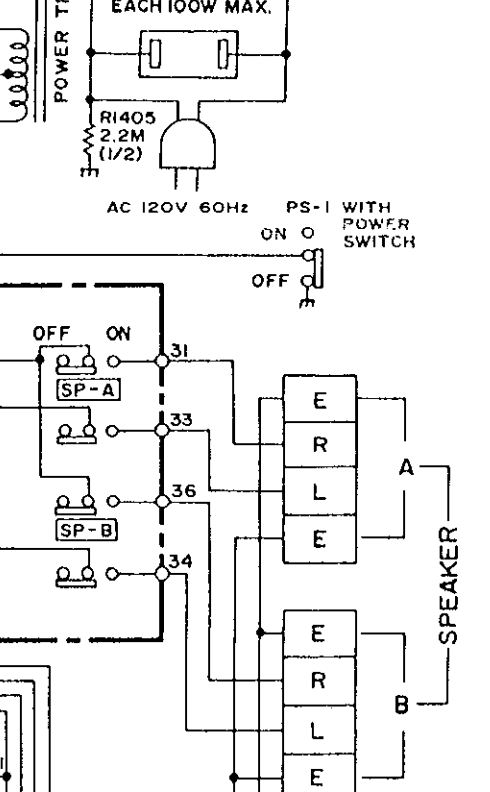 EACH 100W MAX.
POWER T
R1405
2.2M
(1/2)
AC 120V 60Hz
PS-1 WITH
POWER
SWITCH
ON
OFF
OFF ON
31
SP-A
33
36
SP-B
34
E
R
L
E
A
SPEAKER
E
R
L
E
B